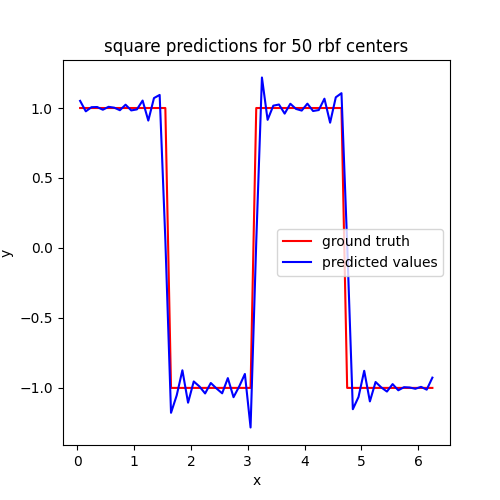 square predictions for 50 rbf centers
1.0
0.5
0.0
−0.5
−1.0
y
ground truth
predicted values
0 1 2 3 4 5 6
x